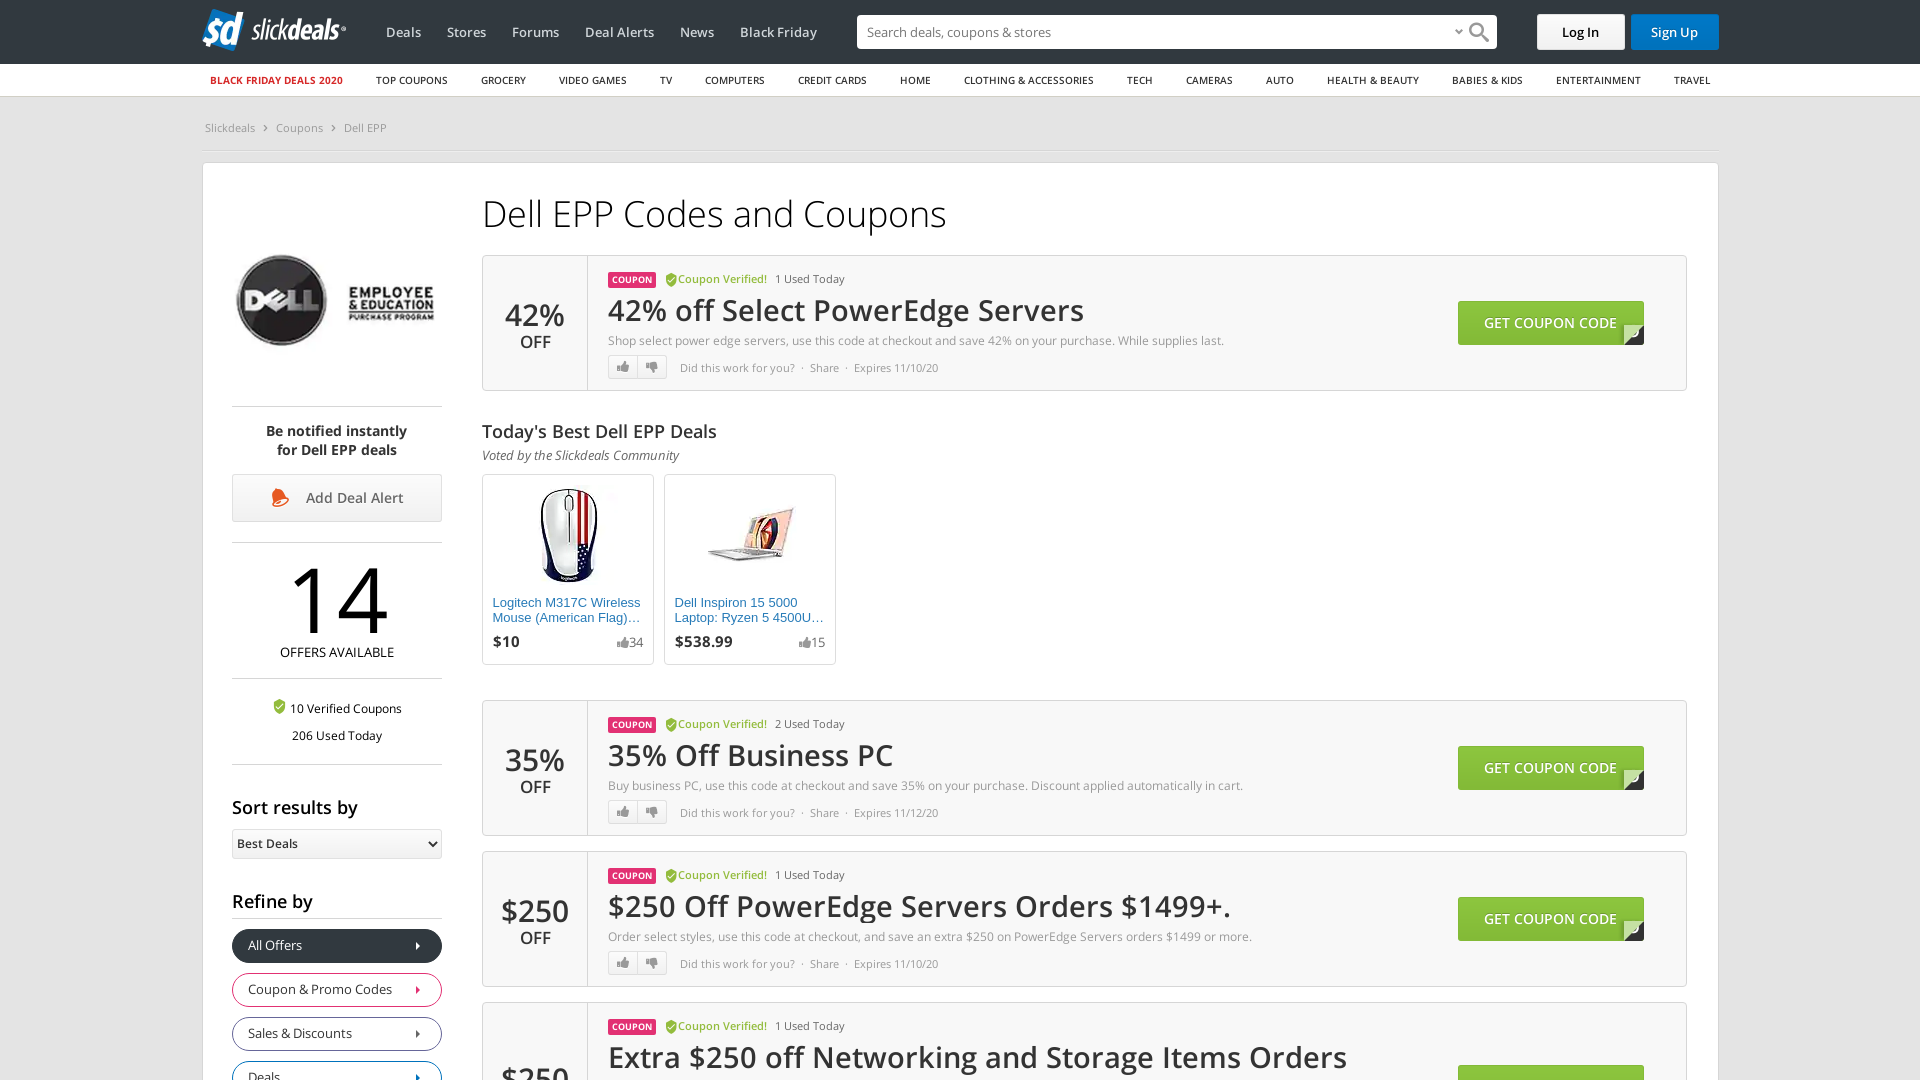 sd slickdeals
Deals
Stores
Forums
Deal Alerts
News
Black Friday
Search deals, coupons & stores
Log In
Sign Up
BLACK FRIDAY DEALS 2020
TOP COUPONS
GROCERY
VIDEO GAMES
TV
COMPUTERS
CREDIT CARDS
HOME
CLOTHING & ACCESSORIES
TECH
CAMERAS
AUTO
HEALTH & BEAUTY
BABIES & KIDS
ENTERTAINMENT
TRAVEL
Slickdeals
Coupons
Dell EPP
DELL
EMPLOYEE
& EDUCATION
PURCHASE PROGRAM
Be notified instantly
for Dell EPP deals
Add Deal Alert
14
OFFERS AVAILABLE
10 Verified Coupons
206 Used Today
Sort results by
Best Deals
Refine by
All Offers
Coupon & Promo Codes
Sales & Discounts
Deals
Dell EPP Codes and Coupons
42%
OFF
COUPON Coupon Verified! 1 Used Today
42% off Select PowerEdge Servers
Shop select power edge servers, use this code at checkout and save 42% on your purchase. While supplies last.
Did this work for you? · Share · Expires 11/10/20
GET COUPON CODE
Today's Best Dell EPP Deals
Voted by the Slickdeals Community
Logitech M317C Wireless
Mouse (American Flag)…
$10
34
Dell Inspiron 15 5000
Laptop: Ryzen 5 4500U…
$538.99
15
35%
OFF
COUPON Coupon Verified! 2 Used Today
35% Off Business PC
Buy business PC, use this code at checkout and save 35% on your purchase. Discount applied automatically in cart.
Did this work for you? · Share · Expires 11/12/20
GET COUPON CODE
$250
OFF
COUPON Coupon Verified! 1 Used Today
$250 Off PowerEdge Servers Orders $1499+.
Order select styles, use this code at checkout, and save an extra $250 on PowerEdge Servers orders $1499 or more.
Did this work for you? · Share · Expires 11/10/20
GET COUPON CODE
$250
COUPON Coupon Verified! 1 Used Today
Extra $250 off Networking and Storage Items Orders